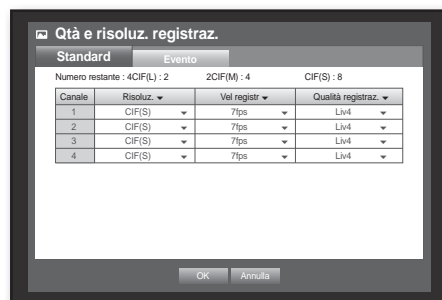 Qtà e risoluz. registraz.
Standard Evento
Numero restante : 4CIF(L) : 2 2CIF(M) : 4 CIF(S) : 8
Canale Risoluz. Vel registr Qualità registraz.
1 CIF(S) 7fps Liv4
2 CIF(S) 7fps Liv4
3 CIF(S) 7fps Liv4
4 CIF(S) 7fps Liv4
OK Annulla